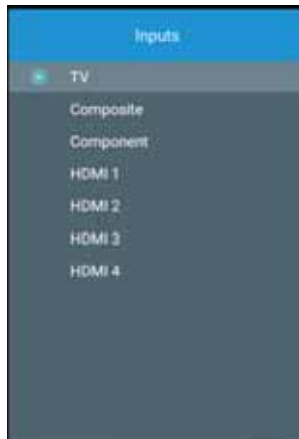 Inputs
TV
Composite
Component
HDMI 1
HDMI 2
HDMI 3
HDMI 4